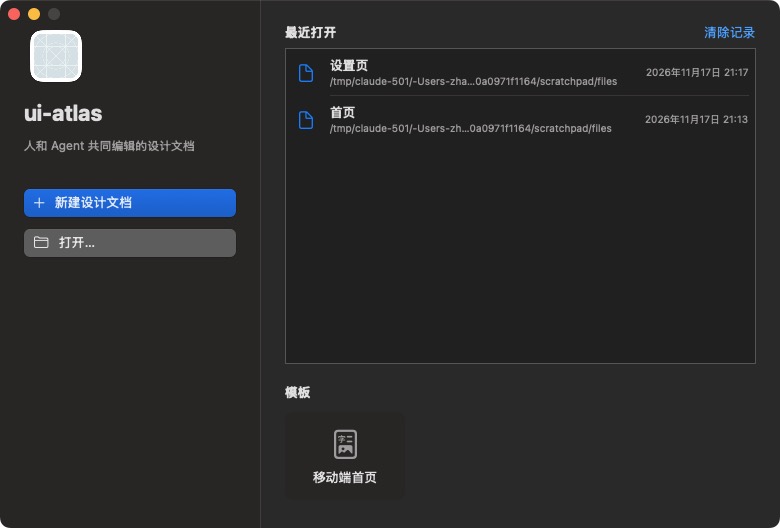 ui-atlas
人和 Agent 共同编辑的设计文档
新建设计文档
打开...
最近打开
清除记录
设置页
2026年11月17日 21:17
/tmp/claude-501/-Users-zha...0a0971f1164/scratchpad/files
首页
2026年11月17日 21:13
/tmp/claude-501/-Users-zh...0a0971f1164/scratchpad/files
模板
字
移动端首页